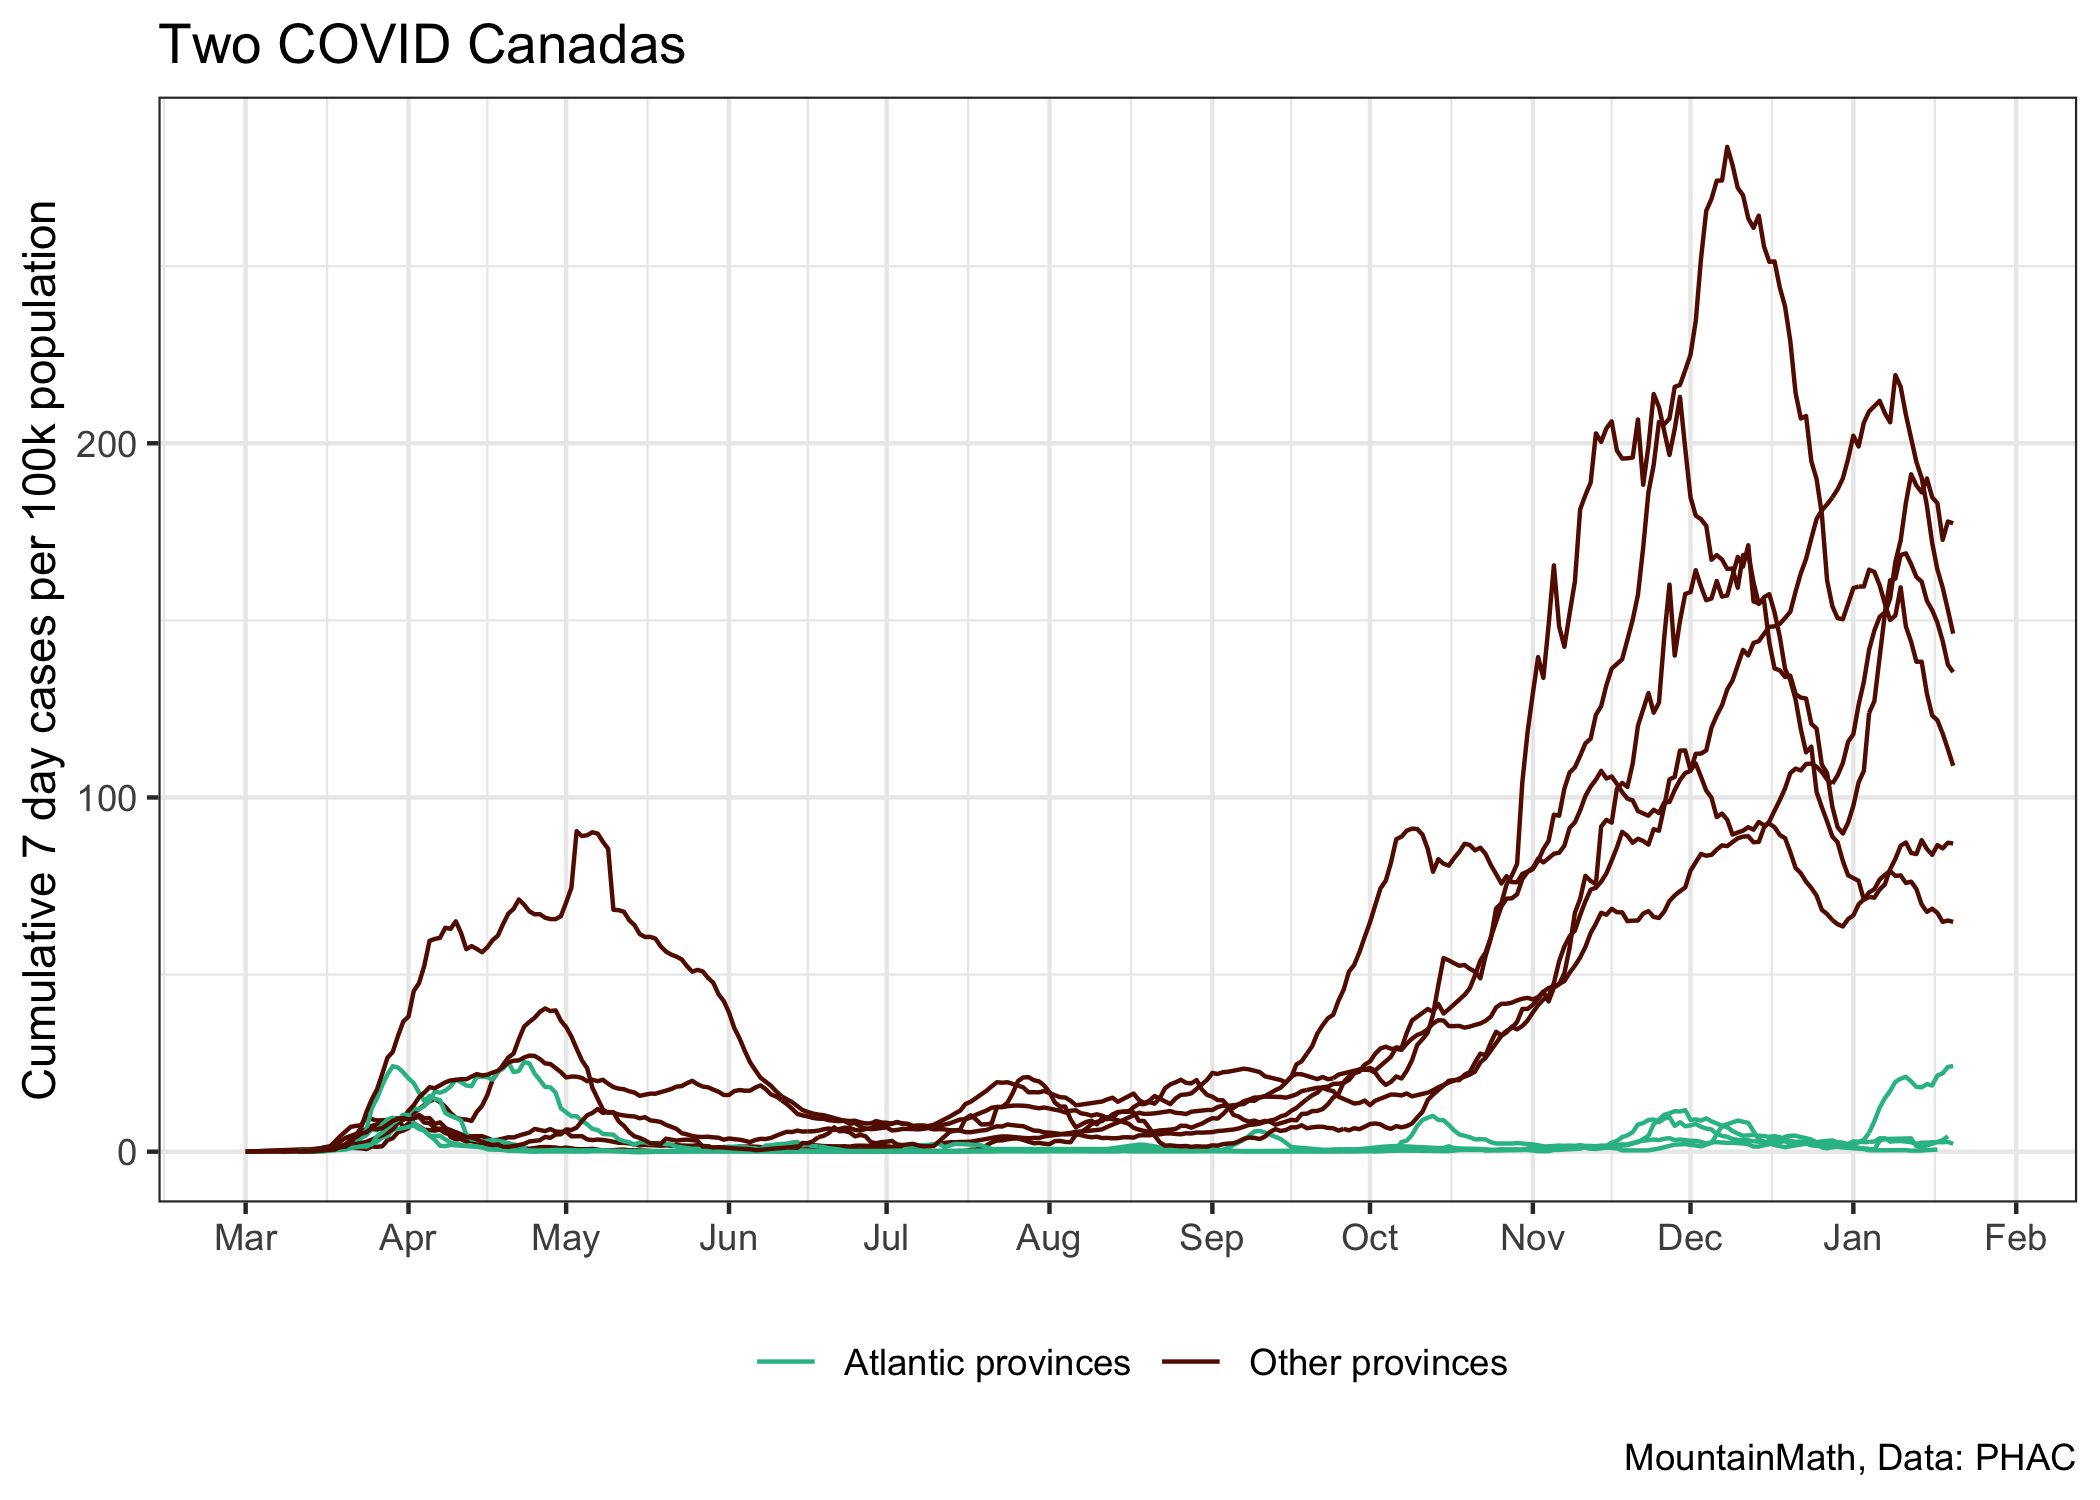 Two COVID Canadas
Cumulative 7 day cases per 100k population
200
100
0
Mar Apr May Jun Jul Aug Sep Oct Nov Dec Jan Feb
Atlantic provinces Other provinces
MountainMath, Data: PHAC